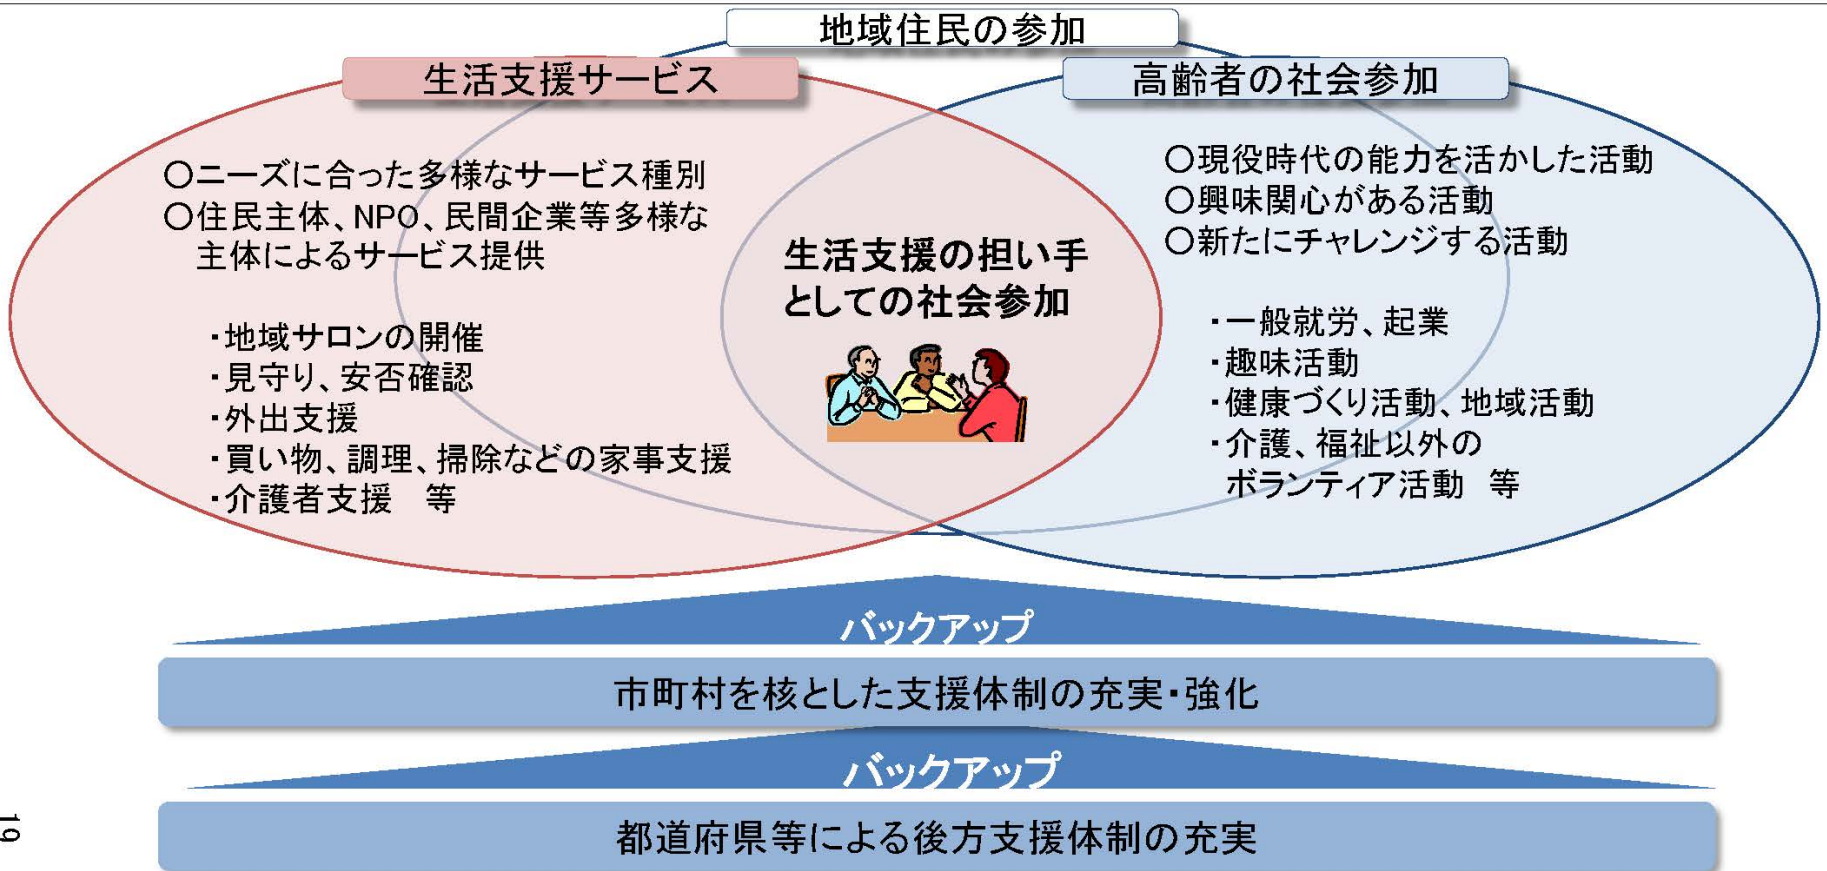 地域住民の参加
生活支援サービス
高齢者の社会参加
○ニーズに合った多様なサービス種別
○住民主体、NPO、民間企業等多様な
主体によるサービス提供
・地域サロンの開催
・見守り、安否確認
・外出支援
・買い物、調理、掃除などの家事支援
・介護者支援　等
生活支援の担い手
としての社会参加
○現役時代の能力を活かした活動
○興味関心がある活動
○新たにチャレンジする活動
・一般就労、起業
・趣味活動
・健康づくり活動、地域活動
・介護、福祉以外の
ボランティア活動　等
バックアップ
市町村を核とした支援体制の充実・強化
バックアップ
都道府県等による後方支援体制の充実
19